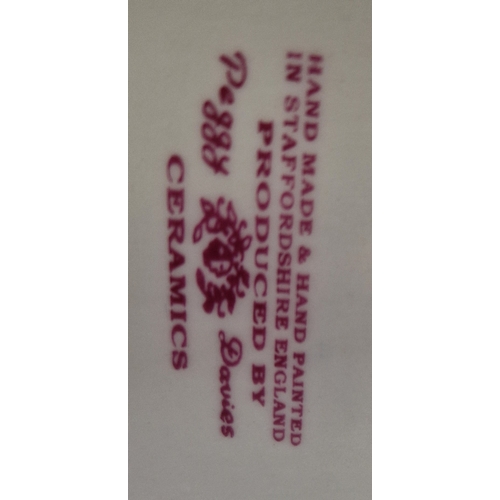 HAND MADE & HAND PAINTED
IN STAFFORDSHIRE ENGLAND
PRODUCED BY
Peggy Davies
CERAMICS